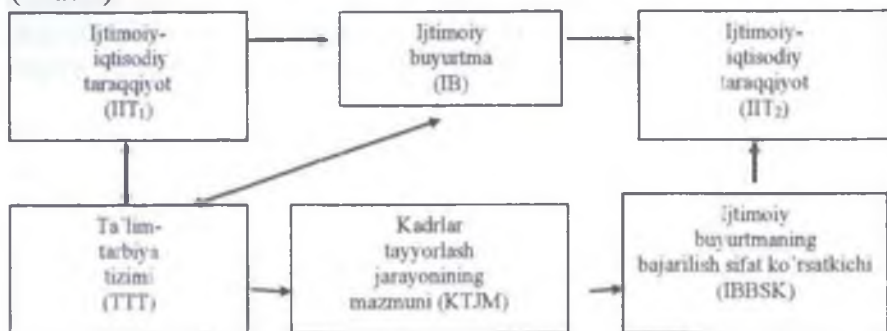 Ijtimoiy-
iqtisodiy
taraqqiyot
(IIT₁)
Ijtimoiy
buyurtma
(IB)
Ijtimoiy-
iqtisodiy
taraqqiyot
(IIT₂)
Ta`lim-
tarbiya
tizimi
(TTT)
Kadrlar
tayyorlash
jarayonining
mazmuni (KTJM)
Ijtimoiy
buyurtmaning
bajarilish sifat ko`rsatkichi
(IBBSK)